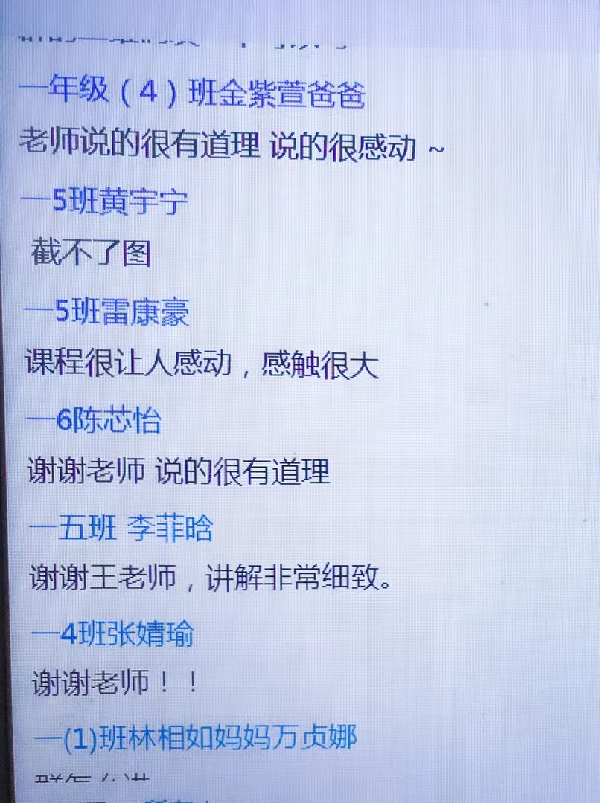 一年级（4）班金紫萱爸爸
老师说的很有道理 说的很感动 ~
一5班黄宇宁
截不了图
一5班雷康豪
课程很让人感动，感触很大
一6陈芯怡
谢谢老师 说的很有道理
一五班 李菲晗
谢谢王老师，讲解非常细致。
一4班张婧瑜
谢谢老师！！
一(1)班林相如妈妈万贞娜